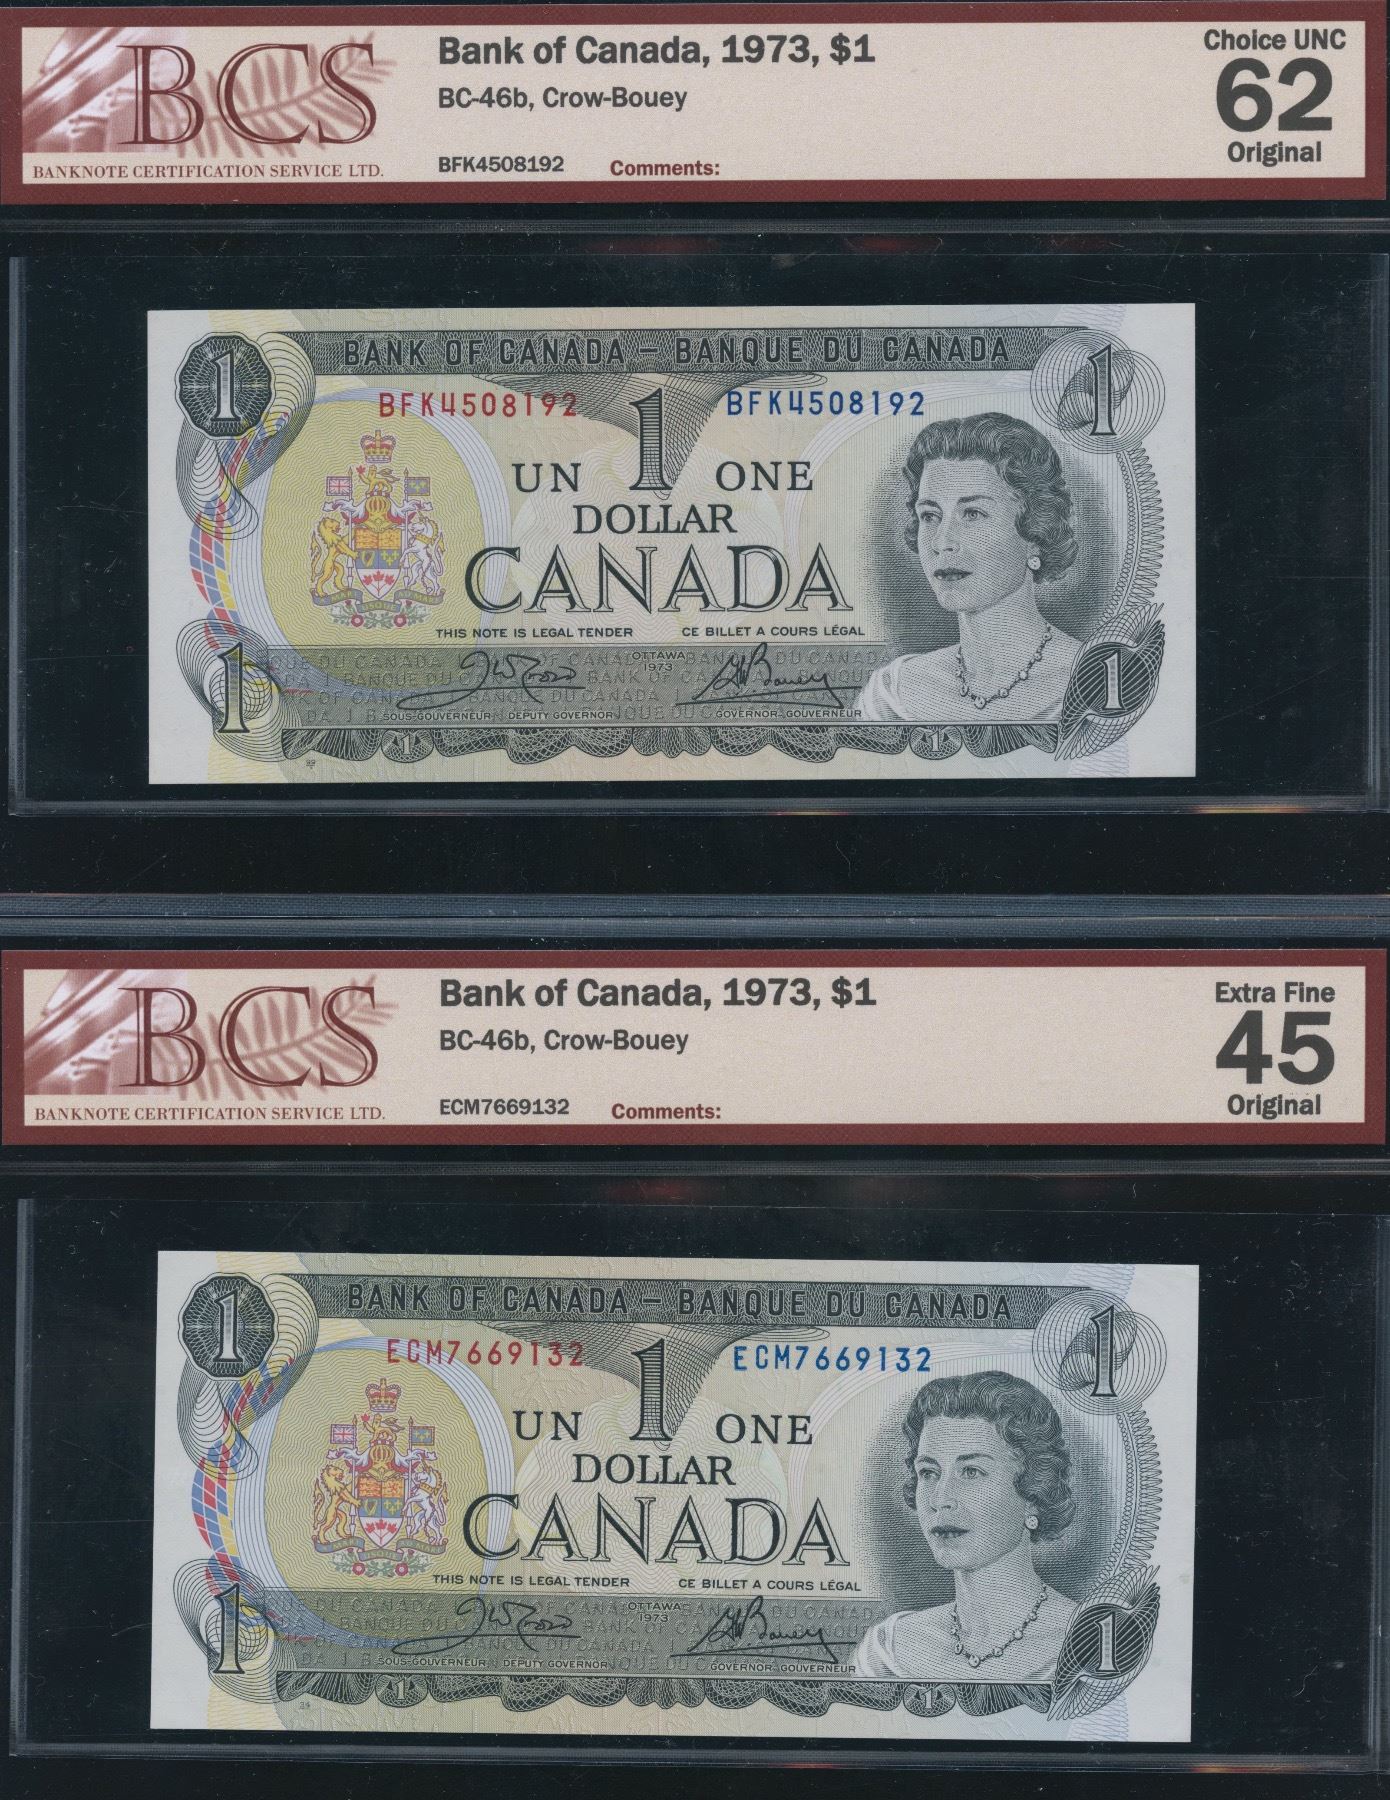 BCS
BANKNOTE CERTIFICATION SERVICE LTD.
Bank of Canada, 1973, $1
BC-46b, Crow-Bouey
BFK4508192 Comments:
Choice UNC
62
Original
1 BANK OF CANADA – BANQUE DU CANADA 1
BFK4508192 1 BFK4508192
UN ONE
DOLLAR
CANADA
THIS NOTE IS LEGAL TENDER CE BILLET A COURS LÉGAL
OTTAWA
1973
SOUS-GOUVERNEUR DEPUTY GOVERNOR GOVERNOR-GOUVERNEUR
1 1 1 1
BCS
BANKNOTE CERTIFICATION SERVICE LTD.
Bank of Canada, 1973, $1
BC-46b, Crow-Bouey
ECM7669132 Comments:
Extra Fine
45
Original
1 BANK OF CANADA – BANQUE DU CANADA 1
ECM7669132 1 ECM7669132
UN ONE
DOLLAR
CANADA
THIS NOTE IS LEGAL TENDER CE BILLET A COURS LÉGAL
OTTAWA
1973
SOUS-GOUVERNEUR DEPUTY GOVERNOR GOVERNOR-GOUVERNEUR
1 1 1 1